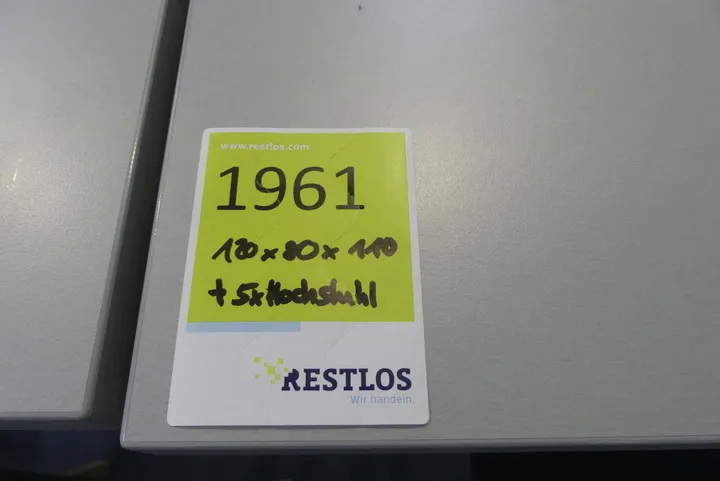 www.restlos.com
1961
120 x 80 x 110
+ 5x Hochstuhl
RESTLOS
Wir handeln.